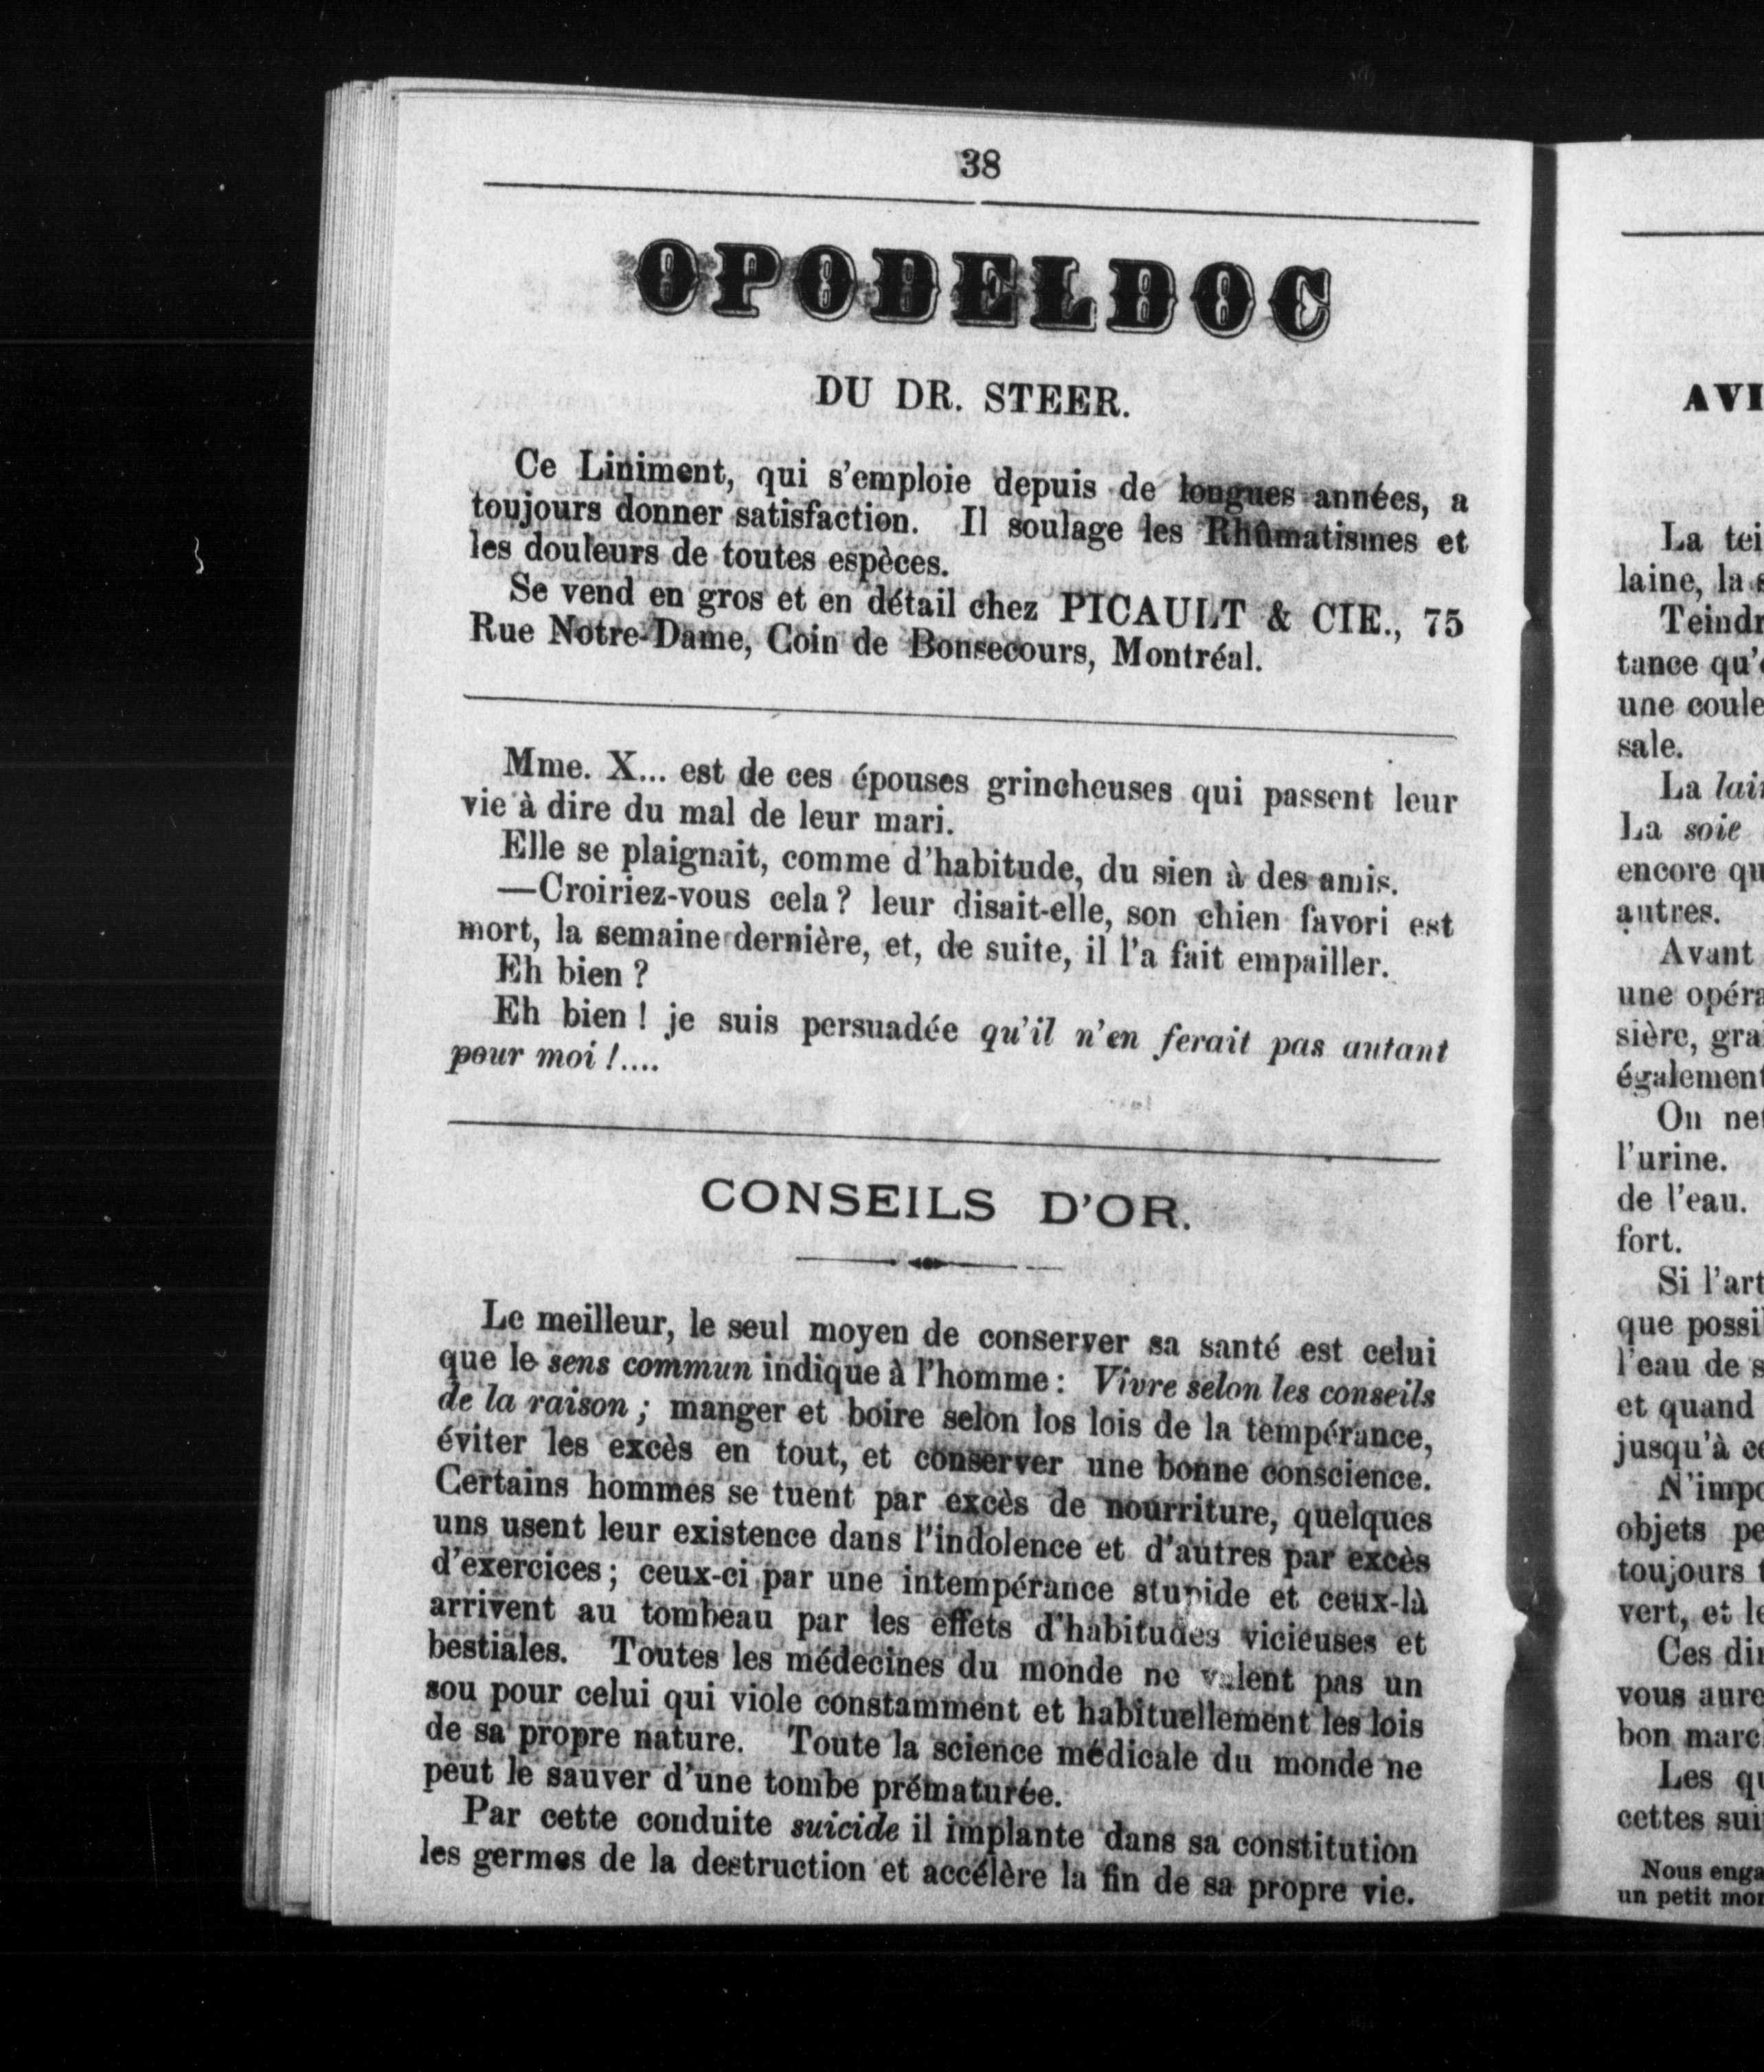 38
OPODELDOC
DU DR. STEER.
Ce Liniment, qui s'emploie depuis de longues années, a
toujours donner satisfaction. Il soulage les Rhûmatismes et
les douleurs de toutes espèces.
Se vend en gros et en détail chez PICAULT & CIE., 75
Rue Notre-Dame, Coin de Bonsecours, Montréal.
Mme. X... est de ces épouses grincheuses qui passent leur
vie à dire du mal de leur mari.
Elle se plaignait, comme d'habitude, du sien à des amis.
—Croiriez-vous cela? leur disait-elle, son chien favori est
mort, la semaine dernière, et, de suite, il l'a fait empailler.
Eh bien?
Eh bien! je suis persuadée qu'il n'en ferait pas autant
pour moi!....
CONSEILS D'OR.
Le meilleur, le seul moyen de conserver sa santé est celui
que le sens commun indique à l'homme: Vivre selon les conseils
de la raison; manger et boire selon los lois de la tempérance,
éviter les excès en tout, et conserver une bonne conscience.
Certains hommes se tuent par excès de nourriture, quelques
uns usent leur existence dans l'indolence et d'autres par excès
d'exercices; ceux-ci par une intempérance stupide et ceux-là
arrivent au tombeau par les effets d'habitudes vicieuses et
bestiales. Toutes les médecines du monde ne valent pas un
sou pour celui qui viole constamment et habituellement les lois
de sa propre nature. Toute la science médicale du monde ne
peut le sauver d'une tombe prématurée.
Par cette conduite suicide il implante dans sa constitution
les germes de la destruction et accélère la fin de sa propre vie.
AVI
La tei
laine, la s
Teindr
tance qu'
une coule
sale.
La lai
La soie
encore qu
autres.
Avant
une opéra
sière, gra
également
On net
l'urine.
de l'eau.
fort.
Si l'art
que possi
l'eau de s
et quand
jusqu'à ce
N'impo
objets pe
toujours t
vert, et le
Ces dir
vous aure
bon marc
Les qu
cettes sui
Nous enga
un petit mor